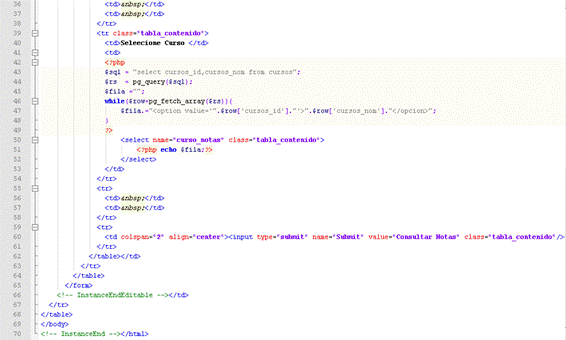 36 <td>&nbsp;</td>
37 <td>&nbsp;</td>
38 </tr>
39 <tr class="tabla_contenido">
40 <td>Seleecione Curso </td>
41 <td>
42 <?php
43 $sql = "select cursos_id,cursos_nom from cursos";
44 $rs = pg_query($sql);
45 $fila ="";
46 while($row=pg_fetch_array($rs)){
47 $fila.="<option value='".$row['cursos_id']."'>".$row['cursos_nom']."</opcion>";
48 }
49 ?>
50 <select name="curso_notas" class="tabla_contenido">
51 <?php echo $fila;?>
52 </select>
53 </td>
54 </tr>
55 <tr>
56 <td>&nbsp;</td>
57 <td>&nbsp;</td>
58 </tr>
59 <tr>
60 <td colspan="2" align="center"><input type="submit" name="Submit" value="Consultar Notas" class="tabla_contenido"/>
61 </tr>
62 </table></td>
63 </tr>
64 </table>
65 </form>
66 <!-- InstanceEndEditable --></td>
67 </tr>
68 </table>
69 </body>
70 <!-- InstanceEnd --></html>